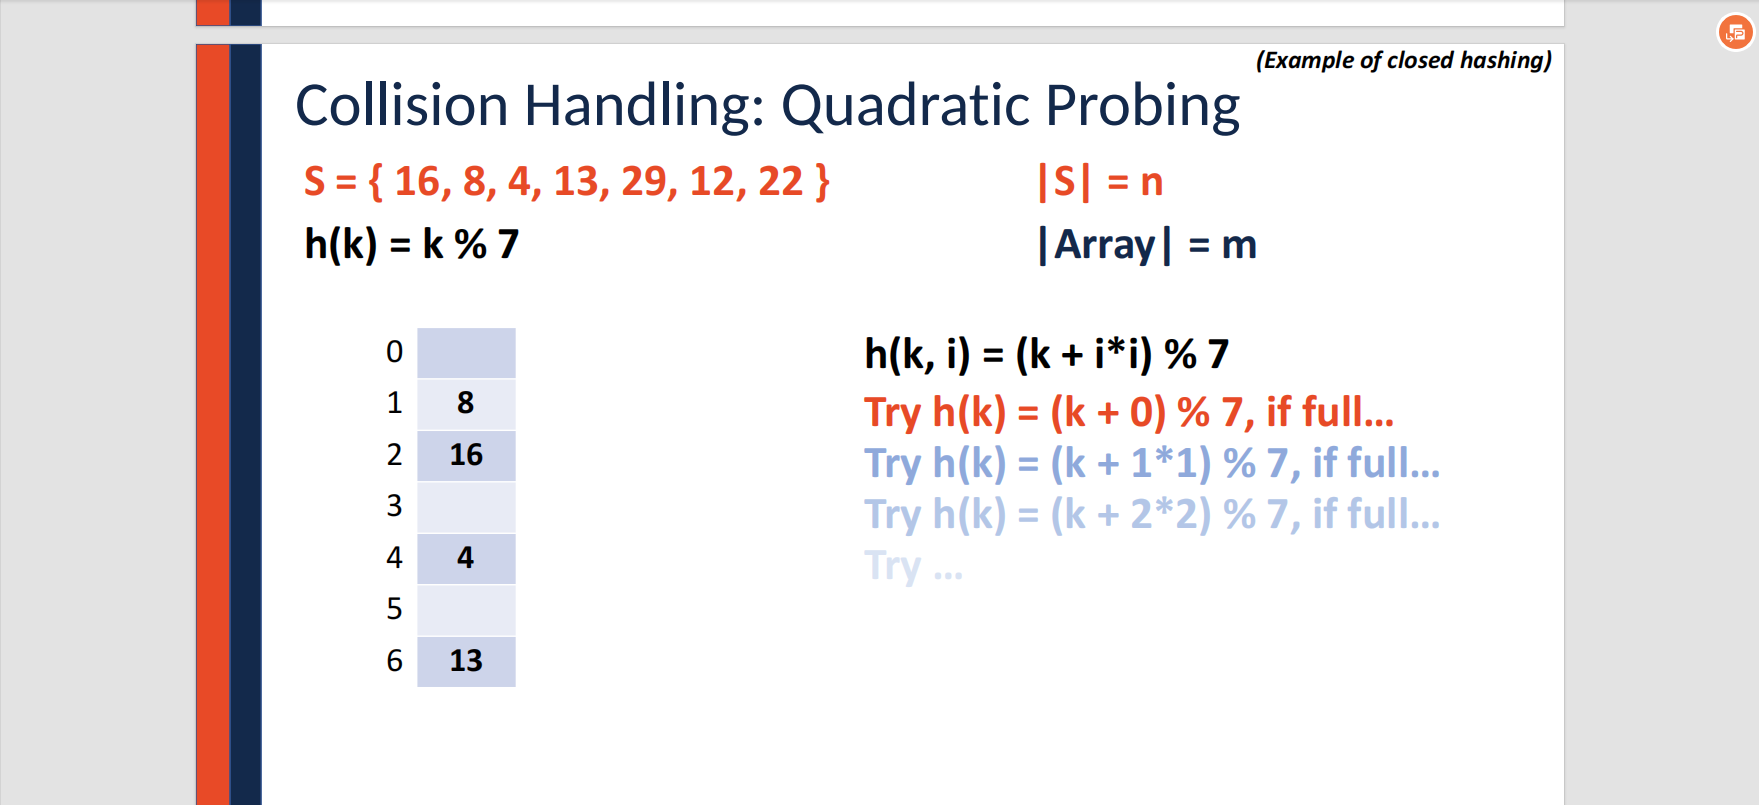 (Example of closed hashing)
Collision Handling: Quadratic Probing
S = { 16, 8, 4, 13, 29, 12, 22 }
|S| = n
h(k) = k % 7
|Array| = m
0
1 8
2 16
3
4 4
5
6 13
h(k, i) = (k + i*i) % 7
Try h(k) = (k + 0) % 7, if full...
Try h(k) = (k + 1*1) % 7, if full...
Try h(k) = (k + 2*2) % 7, if full...
Try ...